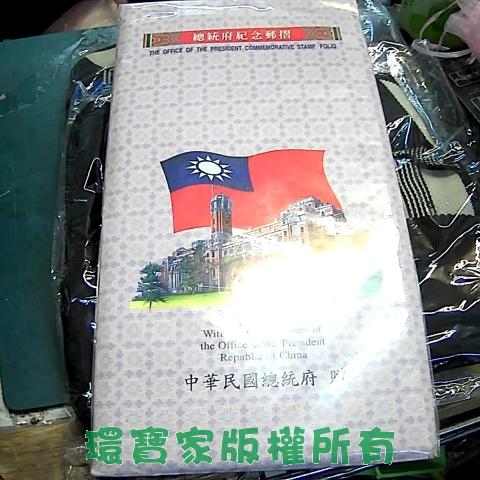 總統府紀念郵摺
THE OFFICE OF THE PRESIDENT COMMEMORATIVE STAMP FOLIO
With of
the Office the President
Republic of China
中華民國總統府
環寶家版權所有